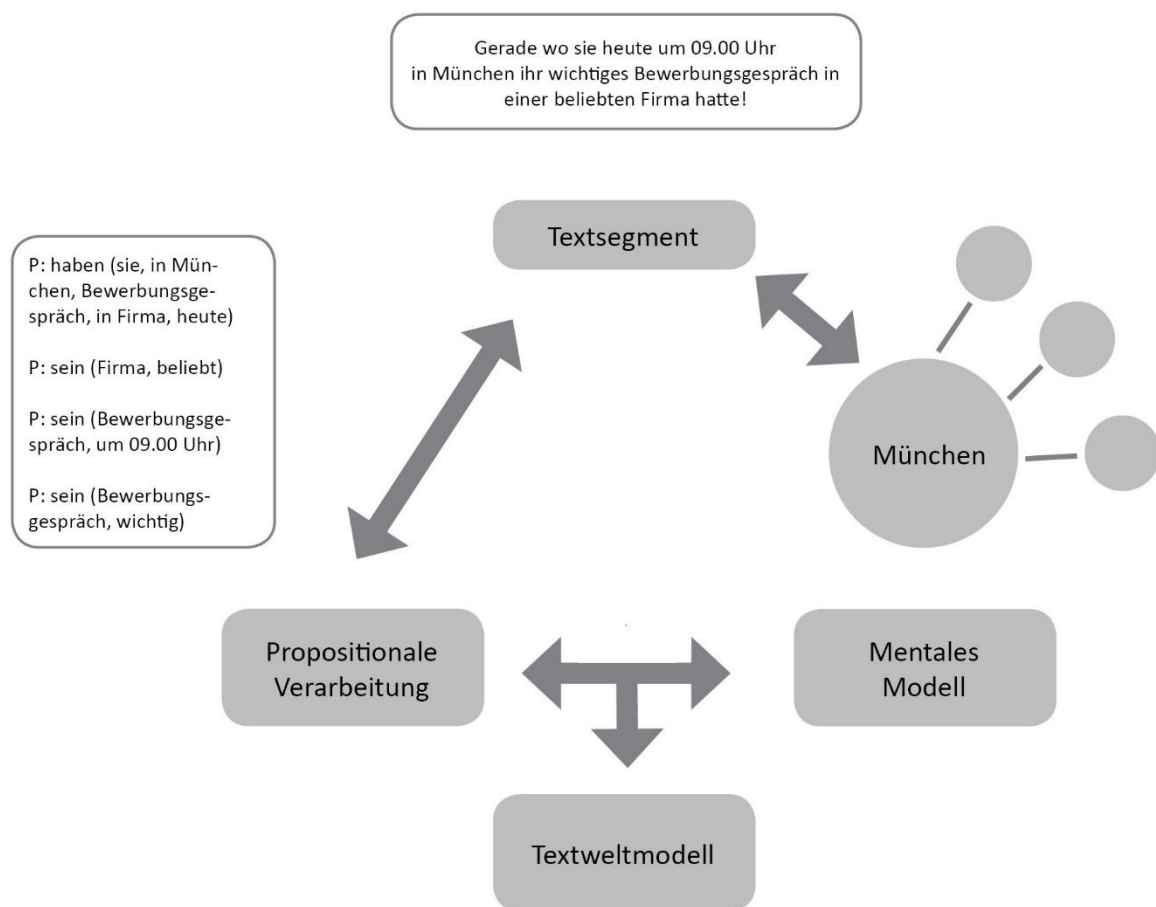 Gerade wo sie heute um 09.00 Uhr
in München ihr wichtiges Bewerbungsgespräch in
einer beliebten Firma hatte!
Textsegment
P: haben (sie, in Mün-
chen, Bewerbungsge-
spräch, in Firma, heute)
P: sein (Firma, beliebt)
P: sein (Bewerbungsge-
spräch, um 09.00 Uhr)
P: sein (Bewerbungs-
gespräch, wichtig)
München
Propositionale
Verarbeitung
Mentales
Modell
Textweltmodell